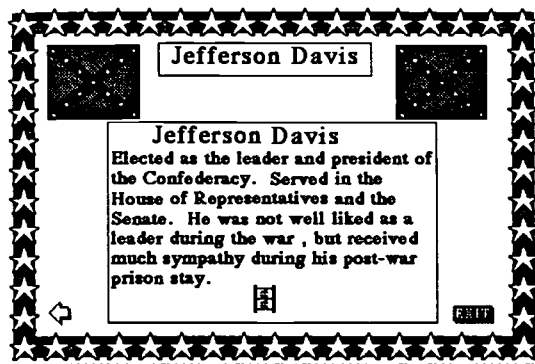 Jefferson Davis
Jefferson Davis
Elected as the leader and president of
the Confederacy. Served in the
House of Representatives and the
Senate. He was not well liked as a
leader during the war , but received
much sympathy during his post-war
prison stay.
EXIT